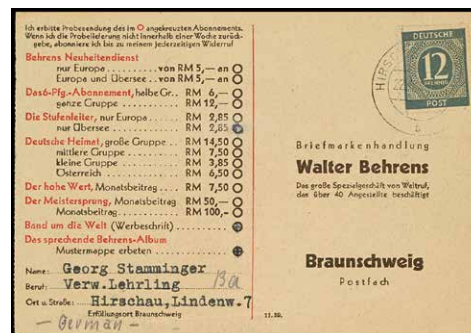 Ich erbitte Probesendung des im O angekreuzten Abonnements.
Wenn ich die Probelieferung nicht innerhalb einer Woche zurück-
gebe, abonniere ich bis zu meinem jederzeitigen Widerruf
Behrens Neuheitendienst
nur Europa ......... von RM 5,— an O
Europa und Übersee ... von RM 5,— an O
Das 6-Pfg.-Abonnement, halbe Gr.. RM 6,— O
ganze Gruppe ......... RM 12,— O
Die Stufenleiter, nur Europa .... RM 2,85 O
nur Übersee ......... RM 2,85
Deutsche Heimat, große Gruppe .. RM 14,50 O
mittlere Gruppe ...... RM 7,50 O
kleine Gruppe ........ RM 3,85 O
Österreich ........... RM 6,50 O
Der hohe Wert, Monatsbeitrag .... RM 7,50 O
Der Meistersprung, Monatsbeitrag RM 50,— O
Monatsbeitrag ........ RM 100,- O
Rund um die Welt (Werbeschrift)
Das sprechende Behrens-Album
Mustermappe erbeten
Name: Georg Stamminger
Beruf: Verw.Lehrling
Ort u. Straße: Hirschau, Lindenw.7
Erfüllungsort Braunschweig
— German —
11.39.
HIRSCH
b
DEUTSCHE
12
PFENNIG
POST
Briefmarkenhandlung
Walter Behrens
Das große Spezialgeschäft von Weltruf,
das über 40 Angestellte beschäftigt
Braunschweig
Postfach